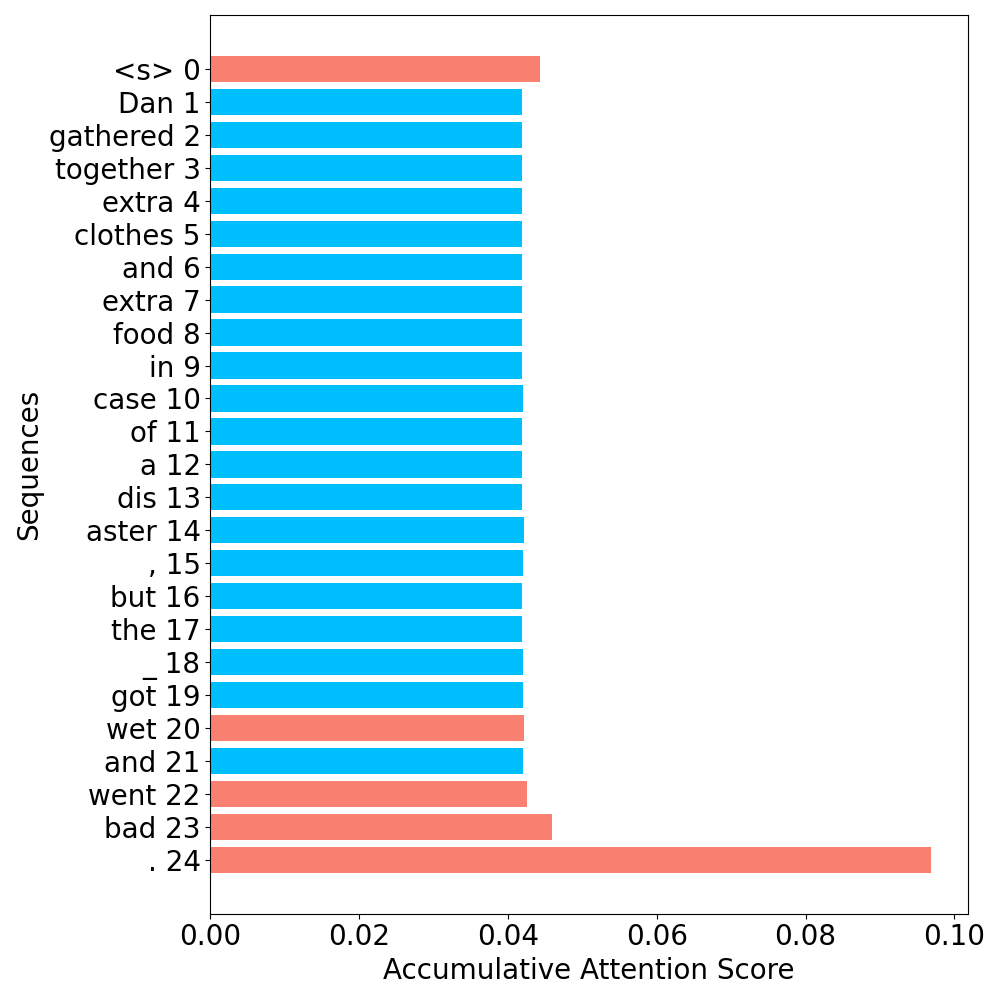 <s> 0
Dan 1
gathered 2
together 3
extra 4
clothes 5
and 6
extra 7
food 8
in 9
case 10
of 11
a 12
dis 13
aster 14
, 15
but 16
the 17
_ 18
got 19
wet 20
and 21
went 22
bad 23
. 24
Sequences
0.00 0.02 0.04 0.06 0.08 0.10
Accumulative Attention Score